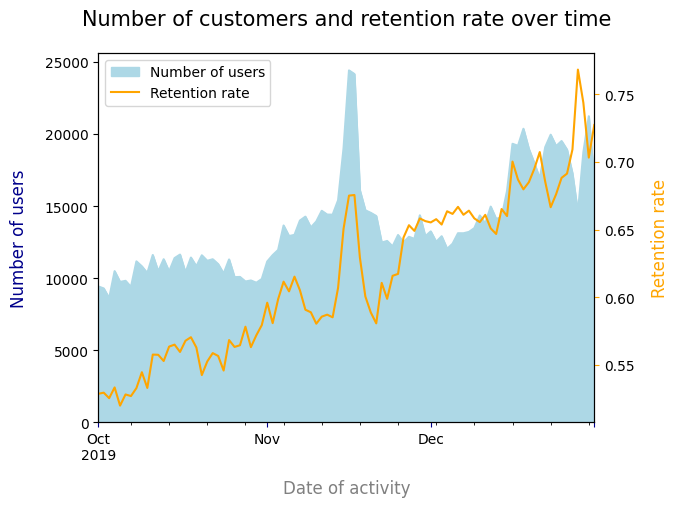 Number of customers and retention rate over time
Number of users
Retention rate
25000
20000
15000
10000
5000
0
Number of users
0.75
0.70
0.65
0.60
0.55
Retention rate
Oct
2019
Nov
Dec
Date of activity